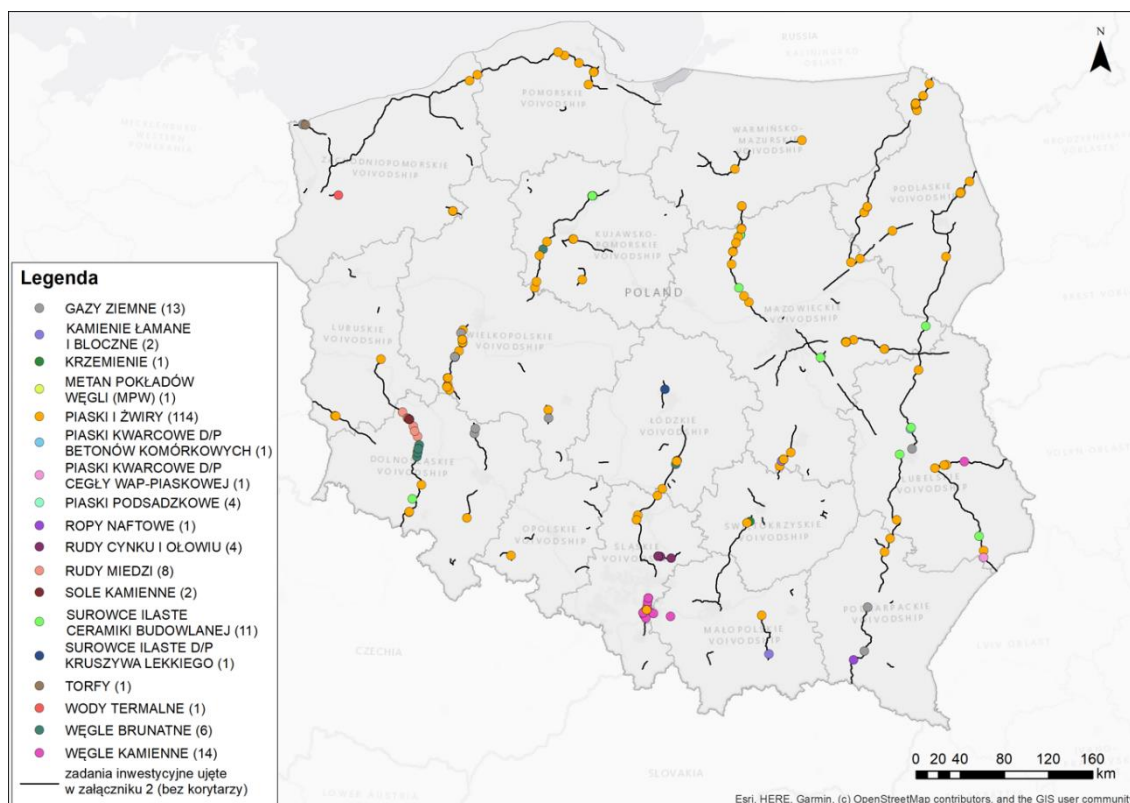 N
RUSSIA
KALININGRAD
OBLAST
POMORSKIE
VOIVODSHIP
WARMIŃSKO-
MAZURSKIE
VOIVODSHIP
ZACHODNIOPOMORSKIE
VOIVODSHIP
PODLASKIE
VOIVODSHIP
KUJAWSKO-
POMORSKIE
VOIVODSHIP
POLAND
MAZOWIECKIE
VOIVODSHIP
LUBUSKIE
VOIVODSHIP
WIELKOPOLSKIE
VOIVODSHIP
ŁÓDZKIE
VOIVODSHIP
DOLNOŚLĄSKIE
VOIVODSHIP
LUBELSKIE
VOIVODSHIP
OPOLSKIE
VOIVODSHIP
ŚWIĘTOKRZYSKIE
VOIVODSHIP
ŚLĄSKIE
VOIVODSHIP
PODKARPACKIE
VOIVODSHIP
MAŁOPOLSKIE
VOIVODSHIP
CZECHIA
SLOVAKIA
LOWER AUSTRIA
Legenda
GAZY ZIEMNE (13)
KAMIENIE ŁAMANE
I BLOCZNE (2)
KRZEMIENIE (1)
METAN POKŁADÓW
WĘGLI (MPW) (1)
PIASKI I ŻWIRY (114)
PIASKI KWARCOWE D/P
BETONÓW KOMÓRKOWYCH (1)
PIASKI KWARCOWE D/P
CEGŁY WAP-PIASKOWEJ (1)
PIASKI PODSADZKOWE (4)
ROPY NAFTOWE (1)
RUDY CYNKU I OŁOWIU (4)
RUDY MIEDZI (8)
SOLE KAMIENNE (2)
SUROWCE ILASTE
CERAMIKI BUDOWLANEJ (11)
SUROWCE ILASTE D/P
KRUSZYWA LEKKIEGO (1)
TORFY (1)
WODY TERMALNE (1)
WĘGLE BRUNATNE (6)
WĘGLE KAMIENNE (14)
zadania inwestycyjne ujęte
w załączniku 2 (bez korytarzy)
0 20 40 80 120 160
km
Esri, HERE, Garmin, (c) OpenStreetMap contributors, and the GIS user community